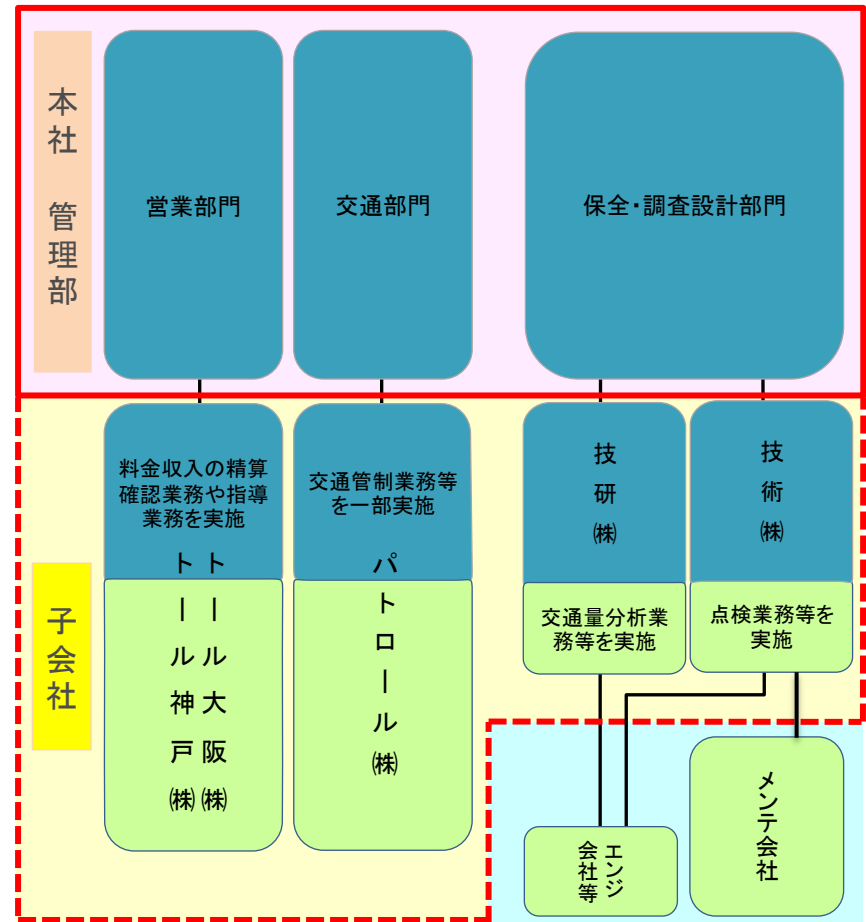 本社 管理部
営業部門
交通部門
保全・調査設計部門
子会社
料金収入の精算
確認業務や指導
業務を実施
トール大阪㈱
トール神戸㈱
交通管制業務等
を一部実施
パトロール㈱
技研㈱
交通量分析業
務等を実施
技術㈱
点検業務等を
実施
エンジ
会社等
メンテ会社